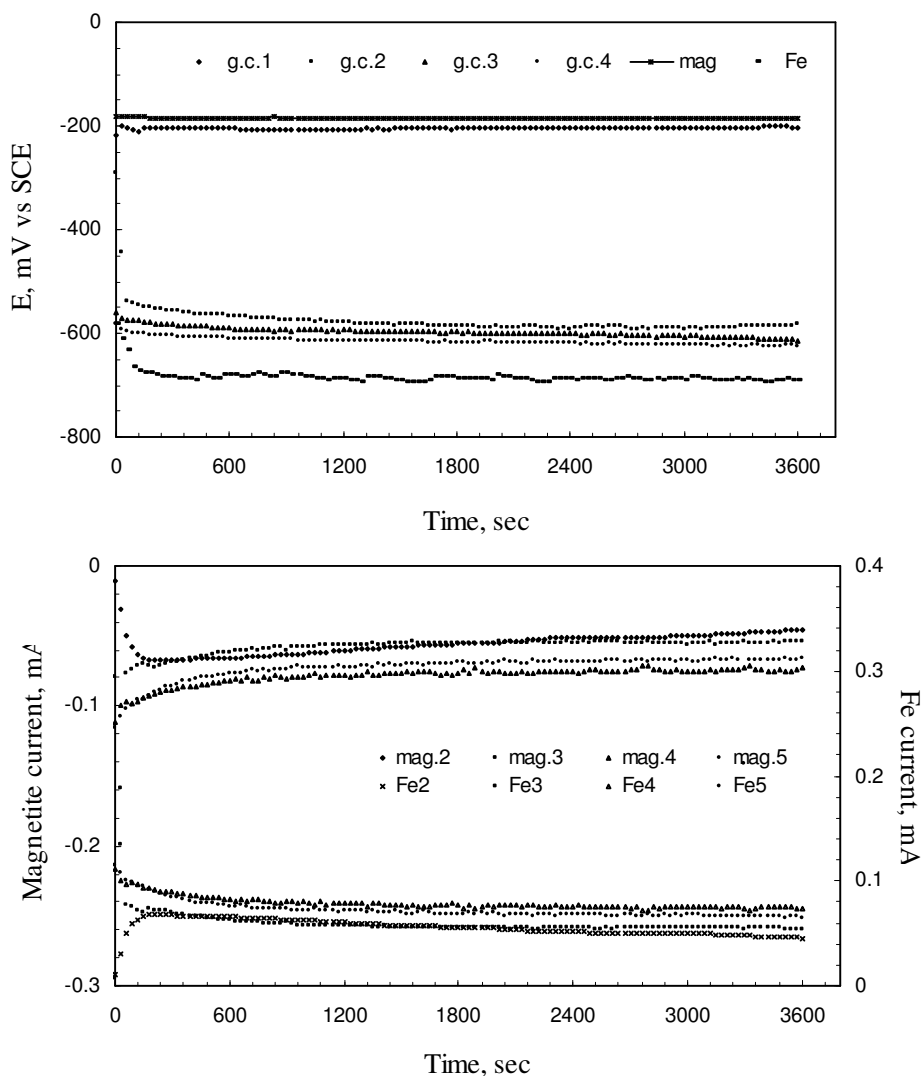 0
g.c.1 g.c.2 g.c.3 g.c.4 mag Fe
-200
-400
-600
-800
E, mV vs SCE
0 600 1200 1800 2400 3000 3600
Time, sec
0 0.4
-0.1 0.3
-0.2 0.2
-0.3 0.1
0
Magnetite current, mA
Fe current, mA
mag.2 mag.3 mag.4 mag.5
Fe2 Fe3 Fe4 Fe5
0 600 1200 1800 2400 3000 3600
Time, sec